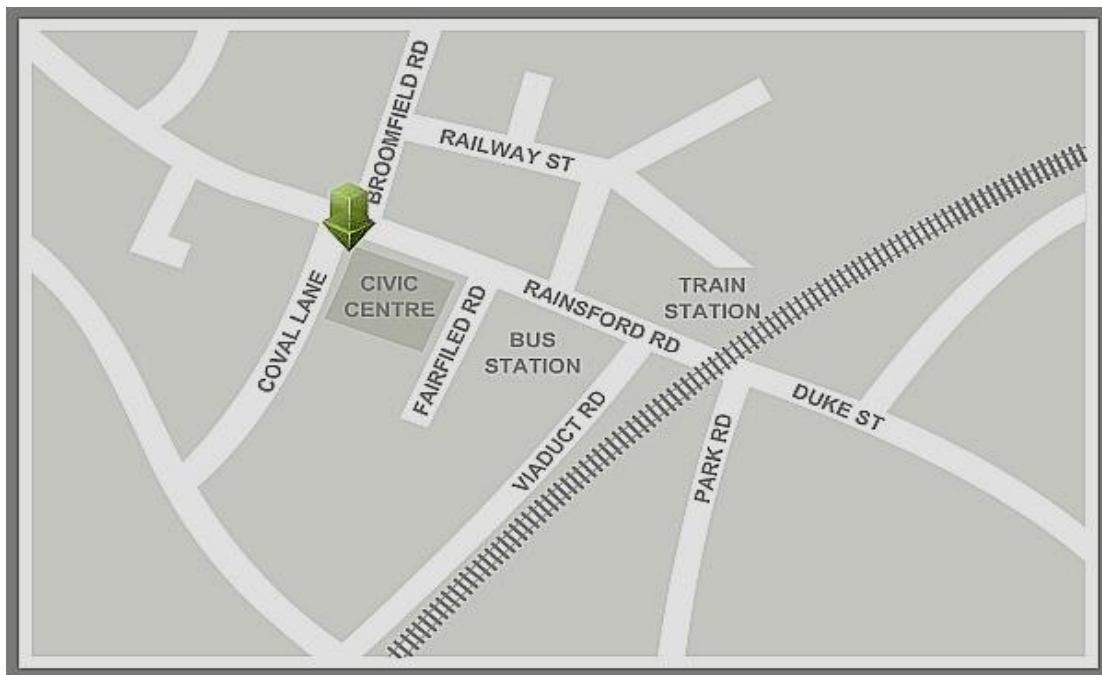 BROOMFIELD RD
RAILWAY ST
CIVIC
CENTRE
COVAL LANE
FAIRFILED RD
RAINSFORD RD
TRAIN
STATION
BUS
STATION
VIADUCT RD
PARK RD
DUKE ST